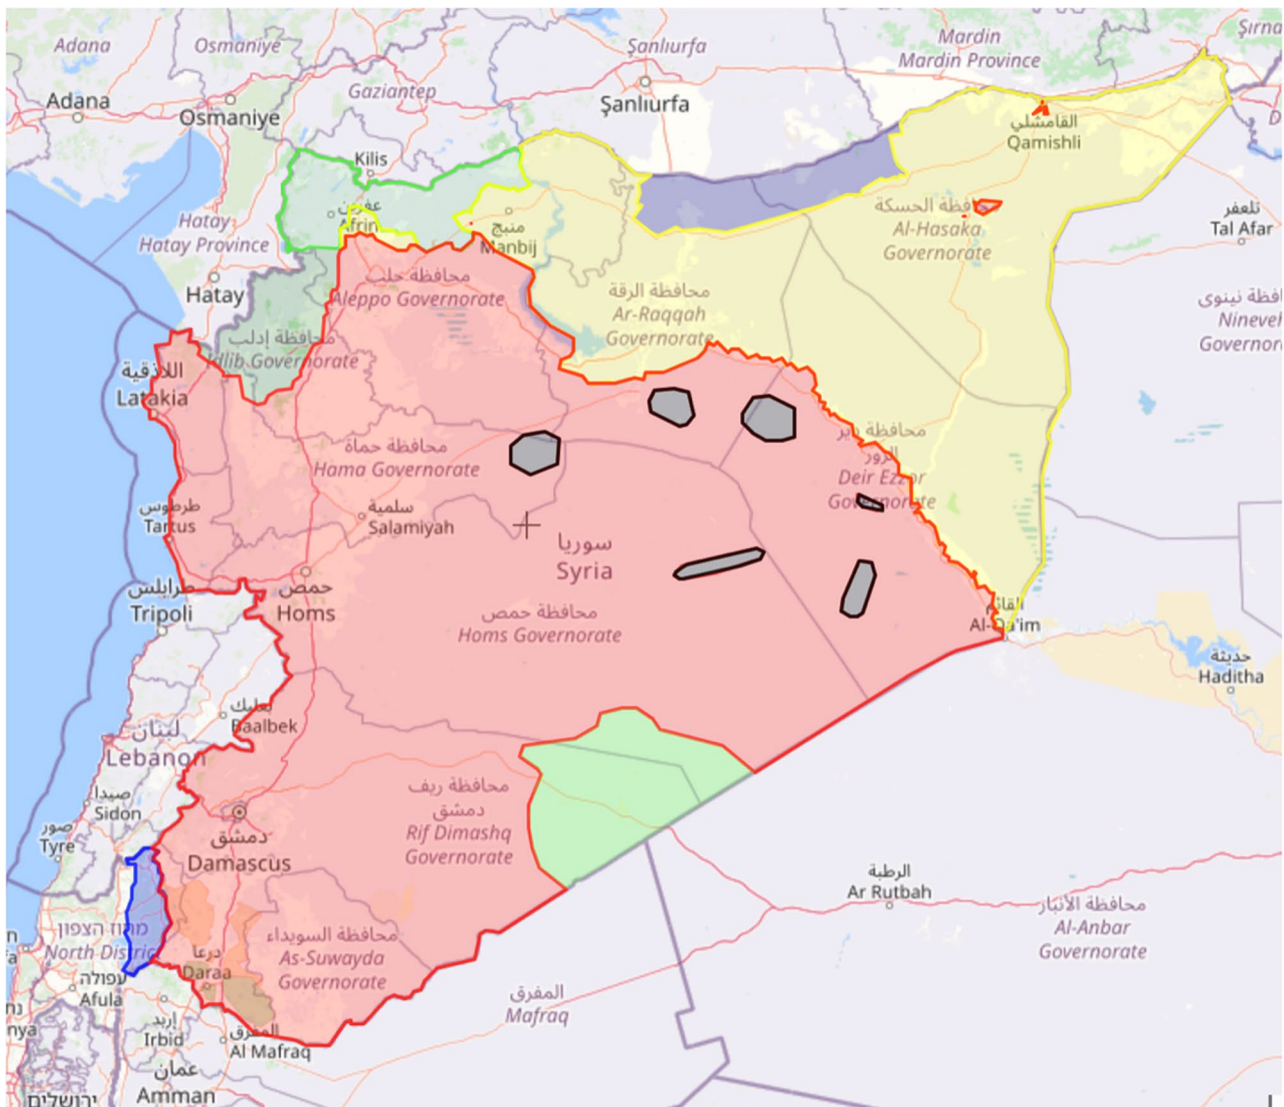 Adana
Osmaniye
Gaziantep
Şanlıurfa
Mardin
Mardin Province
Adana
Osmaniye
Şanlıurfa
القامشلي
Qamishli
Kilis
عفرين
Afrin
Hatay
Hatay Province
منبج
Manbij
محافظة الحسكة
Al-Hasaka
Governorate
تلعفر
Tal Afar
Hatay
محافظة حلب
Aleppo Governorate
محافظة الرقة
Ar-Raqqah
Governorate
محافظة إدلب
Idlib Governorate
اللاذقية
Latakia
محافظة حماة
Hama Governorate
محافظة دير
الزور
Deir Ezzor
Governorate
طرطوس
Tartus
سلمية
Salamiyah
سوريا
Syria
طرابلس
Tripoli
حمص
Homs
محافظة حمص
Homs Governorate
القائم
Al-Qa'im
حديثة
Haditha
بعلبك
Baalbek
لبنان
Lebanon
صيدا
Sidon
صور
Tyre
دمشق
Damascus
محافظة ريف
دمشق
Rif Dimashq
Governorate
الرطبة
Ar Rutbah
محافظة الأنبار
Al-Anbar
Governorate
מחוז הצפון
North District
עפולה
Afula
درعا
Daraa
محافظة السويداء
As-Suwayda
Governorate
إربد
Irbid
المفرق
Al Mafraq
المفرق
Mafraq
عمان
Amman
ירושלים